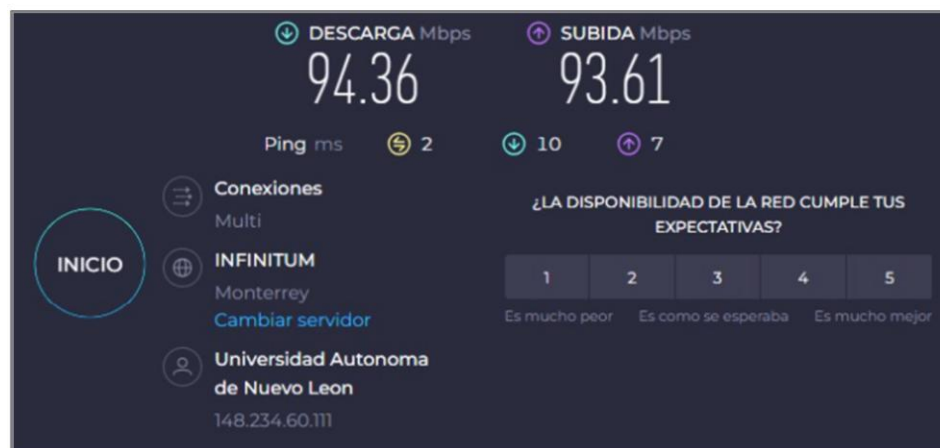 DESCARGA Mbps
SUBIDA Mbps
94.36
93.61
Ping ms 2 10 7
INICIO
Conexiones
Multi
INFINITUM
Monterrey
Cambiar servidor
Universidad Autonoma
de Nuevo Leon
148.234.60.111
¿LA DISPONIBILIDAD DE LA RED CUMPLE TUS
EXPECTATIVAS?
1 2 3 4 5
Es mucho peor Es como se esperaba Es mucho mejor